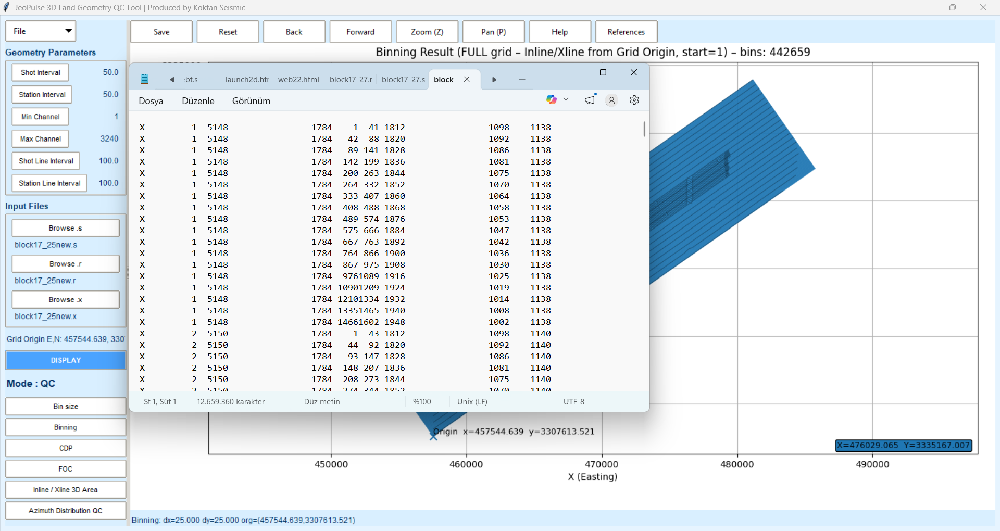 JeoPulse 3D Land Geometry QC Tool | Produced by Koktan Seismic
File
Save
Reset
Back
Forward
Zoom (Z)
Pan (P)
Help
References
Geometry Parameters
Shot Interval 50.0
Station Interval 50.0
Min Channel 1
Max Channel 3240
Shot Line Interval 100.0
Station Line Interval 100.0
Input Files
Browse .s
block17_25new.s
Browse .r
block17_25new.r
Browse .x
block17_25new.x
Grid Origin E,N: 457544.639, 330
DISPLAY
Mode : QC
Bin size
Binning
CDP
FOC
Inline / Xline 3D Area
Azimuth Distribution QC
Binning Result (FULL grid – Inline/Xline from Grid Origin, start=1) – bins: 442659
bt.s launch2d.htr web22.html block17_27.r block17_27.s block
Dosya Düzenle Görünüm
X 1 5148 1784 1 41 1812 1098 1138
X 1 5148 1784 42 88 1820 1092 1138
X 1 5148 1784 89 141 1828 1086 1138
X 1 5148 1784 142 199 1836 1081 1138
X 1 5148 1784 200 263 1844 1075 1138
X 1 5148 1784 264 332 1852 1070 1138
X 1 5148 1784 333 407 1860 1064 1138
X 1 5148 1784 408 488 1868 1058 1138
X 1 5148 1784 489 574 1876 1053 1138
X 1 5148 1784 575 666 1884 1047 1138
X 1 5148 1784 667 763 1892 1042 1138
X 1 5148 1784 764 866 1900 1036 1138
X 1 5148 1784 867 975 1908 1030 1138
X 1 5148 1784 9761089 1916 1025 1138
X 1 5148 1784 10901209 1924 1019 1138
X 1 5148 1784 12101334 1932 1014 1138
X 1 5148 1784 13351465 1940 1008 1138
X 1 5148 1784 14661602 1948 1002 1138
X 2 5150 1784 1 43 1812 1098 1140
X 2 5150 1784 44 92 1820 1092 1140
X 2 5150 1784 93 147 1828 1086 1140
X 2 5150 1784 148 207 1836 1081 1140
X 2 5150 1784 208 273 1844 1075 1140
X 2 5150 1784 274 344 1852 1070 1140
St 1, Süt 1 12.659.360 karakter Düz metin %100 Unix (LF) UTF-8
Origin x=457544.639 y=3307613.521
X=476029.065 Y=3335167.007
450000 460000 470000 480000 490000
X (Easting)
Binning: dx=25.000 dy=25.000 org=(457544.639,3307613.521)